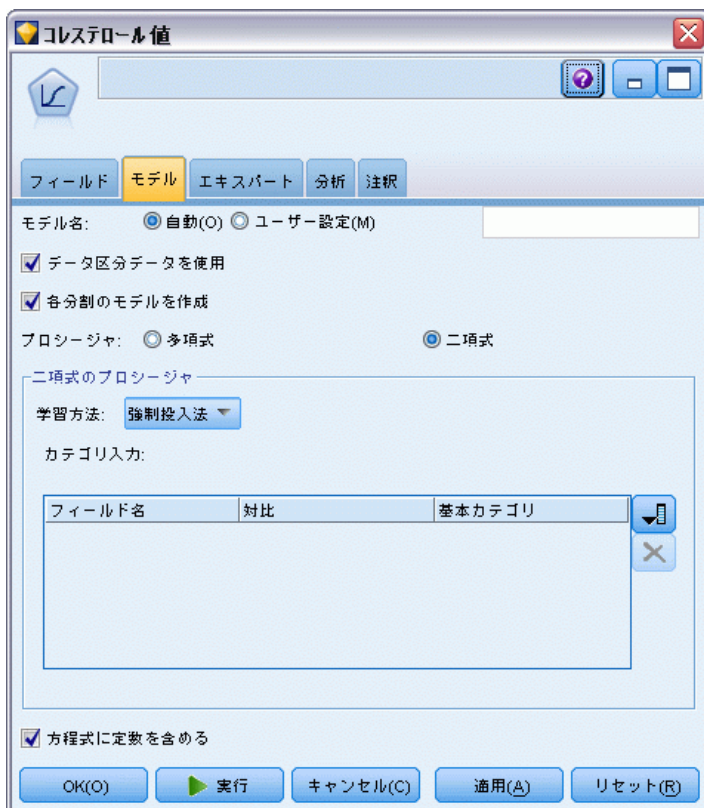 コレステロール値
フィールド モデル エキスパート 分析 注釈
モデル名: 自動(O) ユーザー設定(M)
データ区分データを使用
各分割のモデルを作成
プロシージャ: 多項式 二項式
二項式のプロシージャ
学習方法: 強制投入法
カテゴリ入力:
フィールド名 対比 基本カテゴリ
方程式に定数を含める
OK(O) 実行 キャンセル(C) 適用(A) リセット(R)